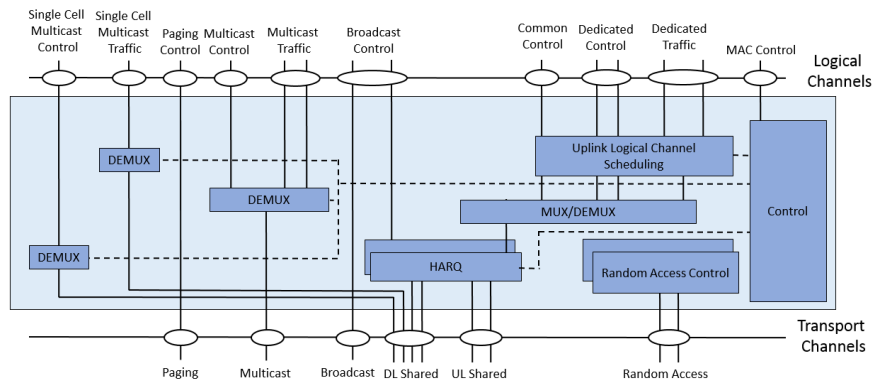 Single Cell
Multicast
Control
Single Cell
Multicast
Traffic
Paging
Control
Multicast
Control
Multicast
Traffic
Broadcast
Control
Common
Control
Dedicated
Control
Dedicated
Traffic
MAC Control
Logical
Channels
DEMUX
Uplink Logical Channel
Scheduling
DEMUX
MUX/DEMUX
Control
DEMUX
HARQ
Random Access Control
Transport
Channels
Paging
Multicast
Broadcast
DL Shared
UL Shared
Random Access